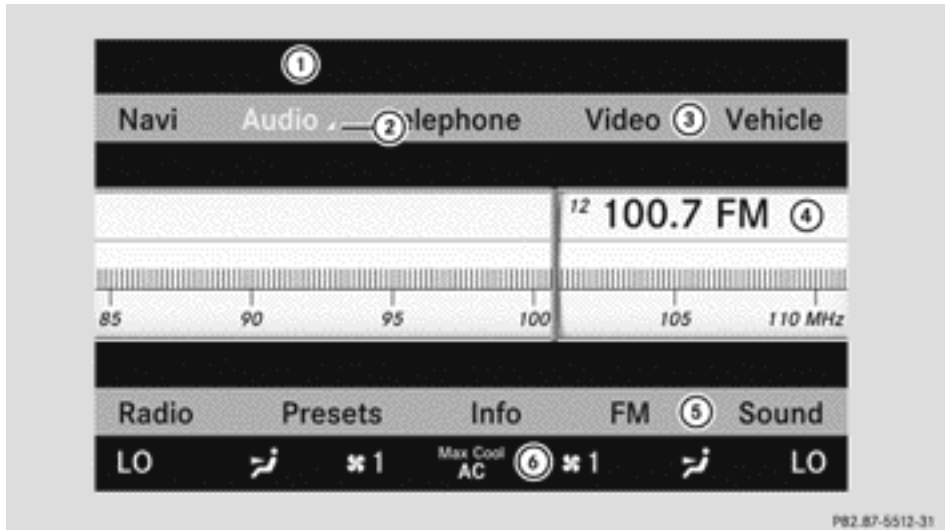 1
Navi Audio 2 elephone Video 3 Vehicle
12 100.7 FM 4
85 90 95 100 105 110 MHz
Radio Presets Info FM 5 Sound
LO 1 Max Cool AC 6 1 LO
P82.87-5512-31